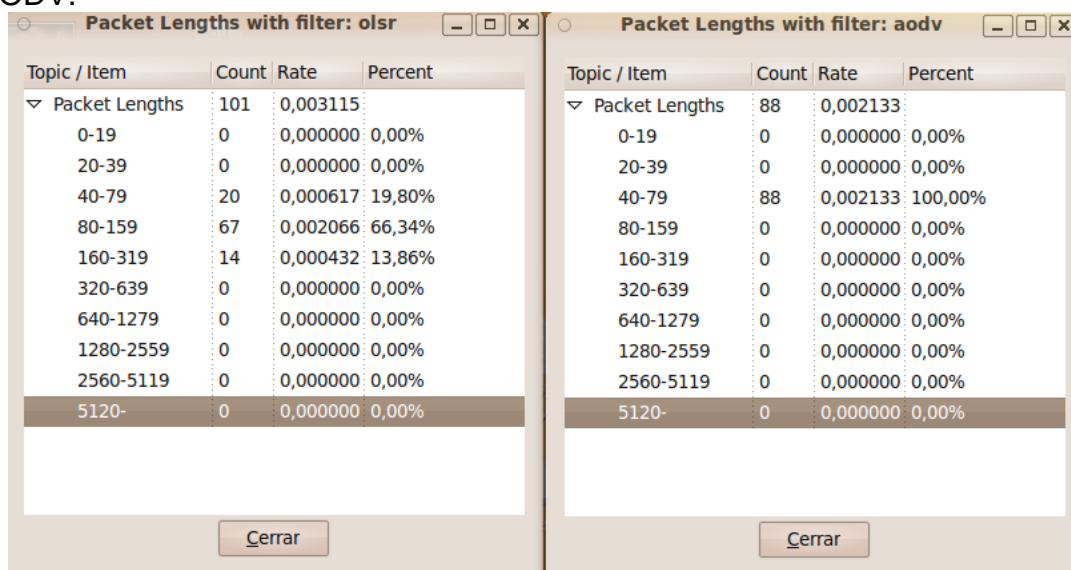 ODV:
Packet Lengths with filter: olsr
Topic / Item Count Rate Percent
Packet Lengths 101 0,003115
0-19 0 0,000000 0,00%
20-39 0 0,000000 0,00%
40-79 20 0,000617 19,80%
80-159 67 0,002066 66,34%
160-319 14 0,000432 13,86%
320-639 0 0,000000 0,00%
640-1279 0 0,000000 0,00%
1280-2559 0 0,000000 0,00%
2560-5119 0 0,000000 0,00%
5120- 0 0,000000 0,00%
Cerrar
Packet Lengths with filter: aodv
Topic / Item Count Rate Percent
Packet Lengths 88 0,002133
0-19 0 0,000000 0,00%
20-39 0 0,000000 0,00%
40-79 88 0,002133 100,00%
80-159 0 0,000000 0,00%
160-319 0 0,000000 0,00%
320-639 0 0,000000 0,00%
640-1279 0 0,000000 0,00%
1280-2559 0 0,000000 0,00%
2560-5119 0 0,000000 0,00%
5120- 0 0,000000 0,00%
Cerrar